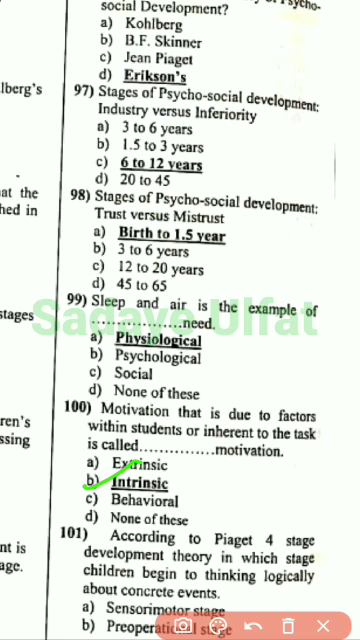 Psycho-
social Development?
a) Kohlberg
b) B.F. Skinner
c) Jean Piaget
d) Erikson's
lberg's
97) Stages of Psycho-social development:
Industry versus Inferiority
a) 3 to 6 years
b) 1.5 to 3 years
c) 6 to 12 years
d) 20 to 45
at the
hed in
98) Stages of Psycho-social development:
Trust versus Mistrust
a) Birth to 1.5 year
b) 3 to 6 years
c) 12 to 20 years
d) 45 to 65
99) Sleep and air is the example of
..................need.
stages
Sadaye Ulfat
a) Physiological
b) Psychological
c) Social
d) None of these
100) Motivation that is due to factors
within students or inherent to the task
is called...............motivation.
ren's
ssing
a) Extrinsic
b) Intrinsic
c) Behavioral
d) None of these
101) According to Piaget 4 stage
development theory in which stage
children begin to thinking logically
about concrete events.
nt is
age.
a) Sensorimotor stage
b) Preoperational stage